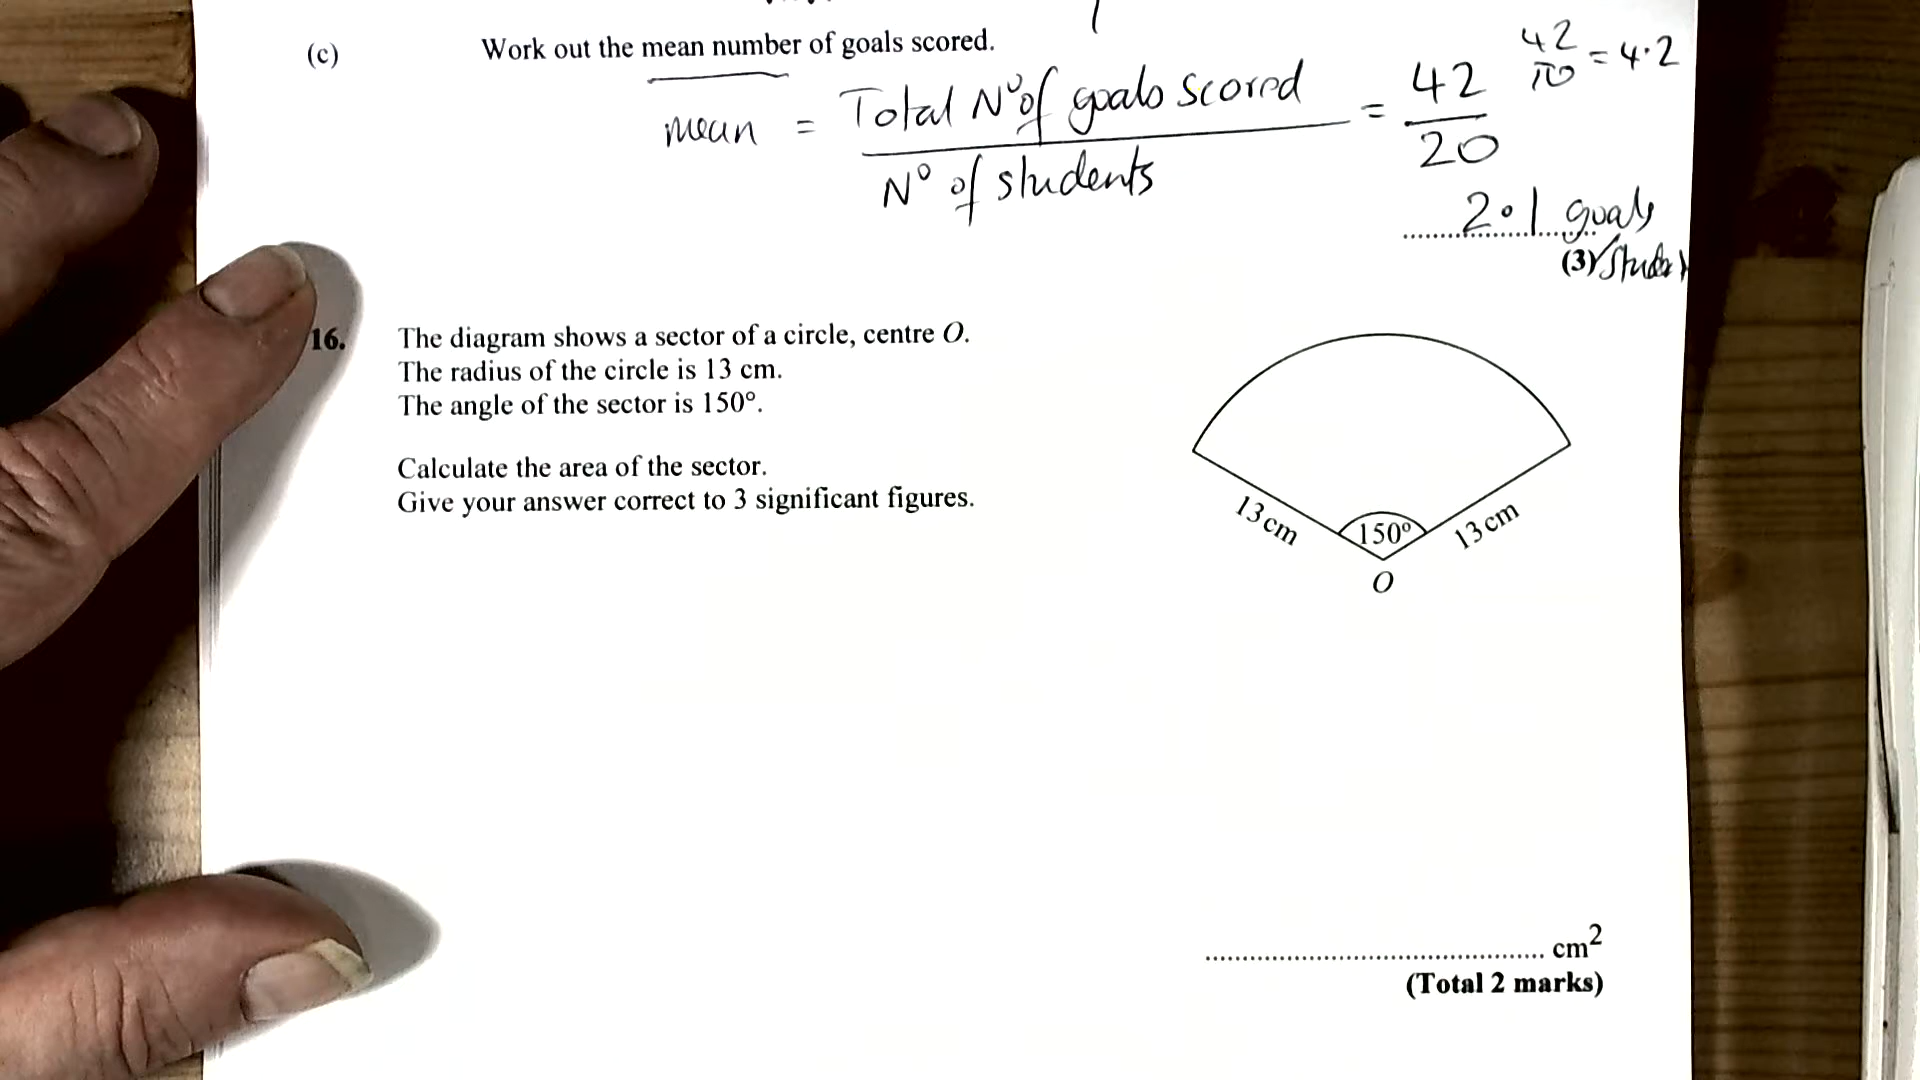 (c) Work out the mean number of goals scored.
mean = Total Nº of goals scored / Nº of students = 42 / 20
42 / 10 = 4.2
2.1 goals
(3) /
16. The diagram shows a sector of a circle, centre O.
The radius of the circle is 13 cm.
The angle of the sector is 150°.
Calculate the area of the sector.
Give your answer correct to 3 significant figures.
13 cm
150°
13 cm
O
.......................................... cm²
(Total 2 marks)